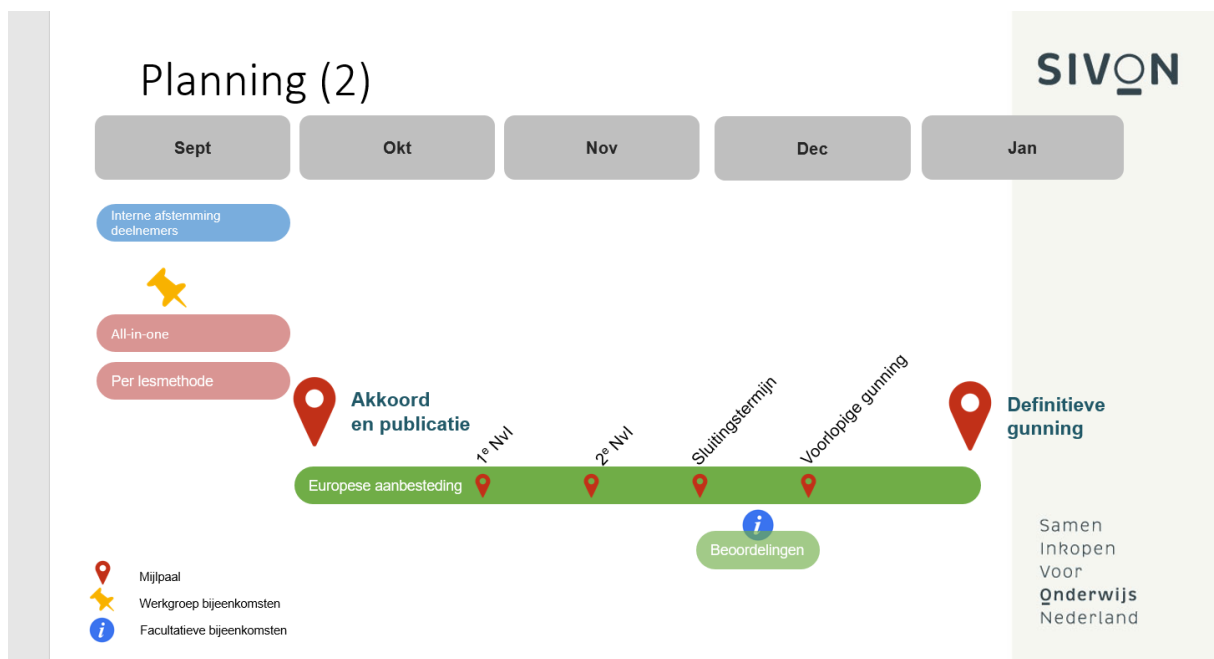 Planning (2)
SIVON
Sept
Okt
Nov
Dec
Jan
Interne afstemming
deelnemers
All-in-one
Per lesmethode
Akkoord
en publicatie
1e Nvl
2e Nvl
Sluitingstermijn
Voorlopige gunning
Definitieve
gunning
Europese aanbesteding
i
Beoordelingen
Mijlpaal
Werkgroep bijeenkomsten
i
Facultatieve bijeenkomsten
Samen
Inkopen
Voor
Onderwijs
Nederland